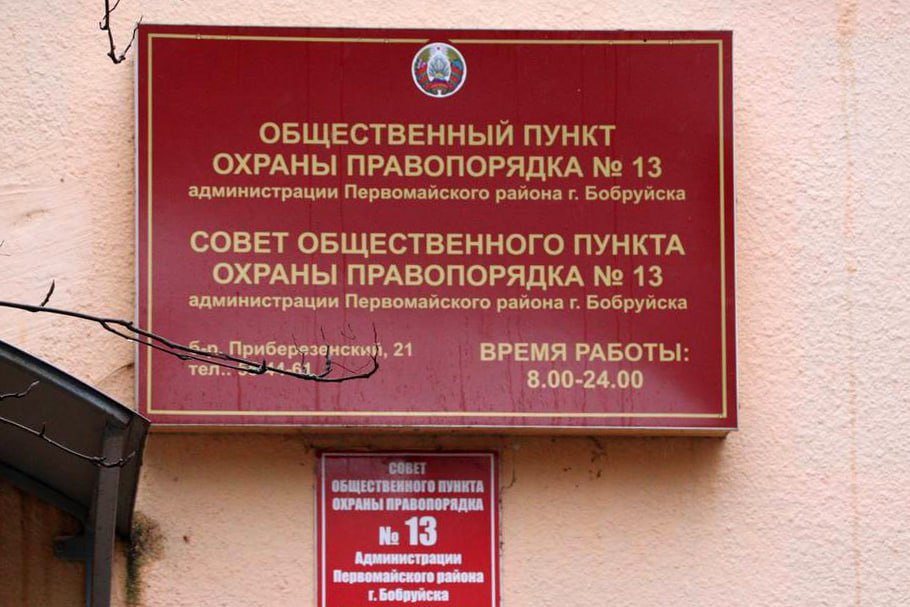 ОБЩЕСТВЕННЫЙ ПУНКТ
ОХРАНЫ ПРАВОПОРЯДКА № 13
администрации Первомайского района г. Бобруйска
СОВЕТ ОБЩЕСТВЕННОГО ПУНКТА
ОХРАНЫ ПРАВОПОРЯДКА № 13
администрации Первомайского района г. Бобруйска
б-р. Приберезенский, 21
тел.:
ВРЕМЯ РАБОТЫ:
8.00-24.00
СОВЕТ
ОБЩЕСТВЕННОГО ПУНКТА
ОХРАНЫ ПРАВОПОРЯДКА
№ 13
Администрации
Первомайского района
г. Бобруйска